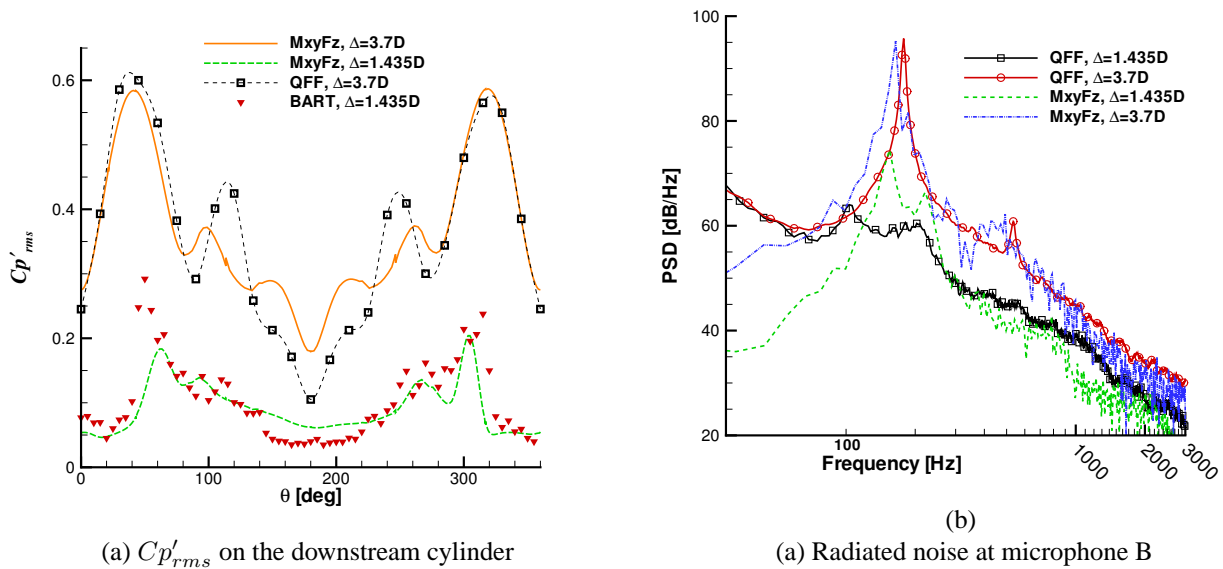 MxyFz, Δ=3.7D
MxyFz, Δ=1.435D
QFF, Δ=3.7D
BART, Δ=1.435D
Cp'rms
0.6
0.4
0.2
0
0 100 200 300
θ [deg]
(a) Cp'rms on the downstream cylinder
QFF, Δ=1.435D
QFF, Δ=3.7D
MxyFz, Δ=1.435D
MxyFz, Δ=3.7D
PSD [dB/Hz]
100
80
60
40
20
100 1000 2000 3000
Frequency [Hz]
(b)
(a) Radiated noise at microphone B